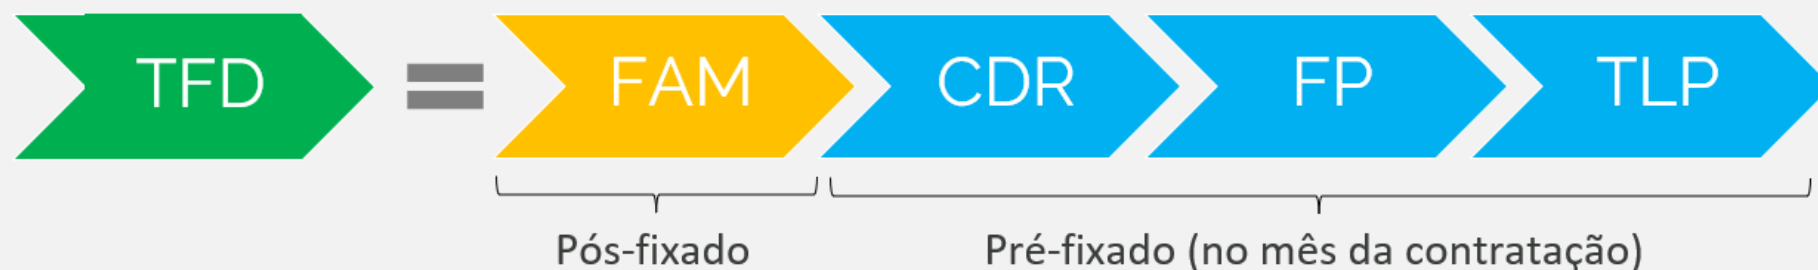 TFD = FAM CDR FP TLP
Pós-fixado Pré-fixado (no mês da contratação)